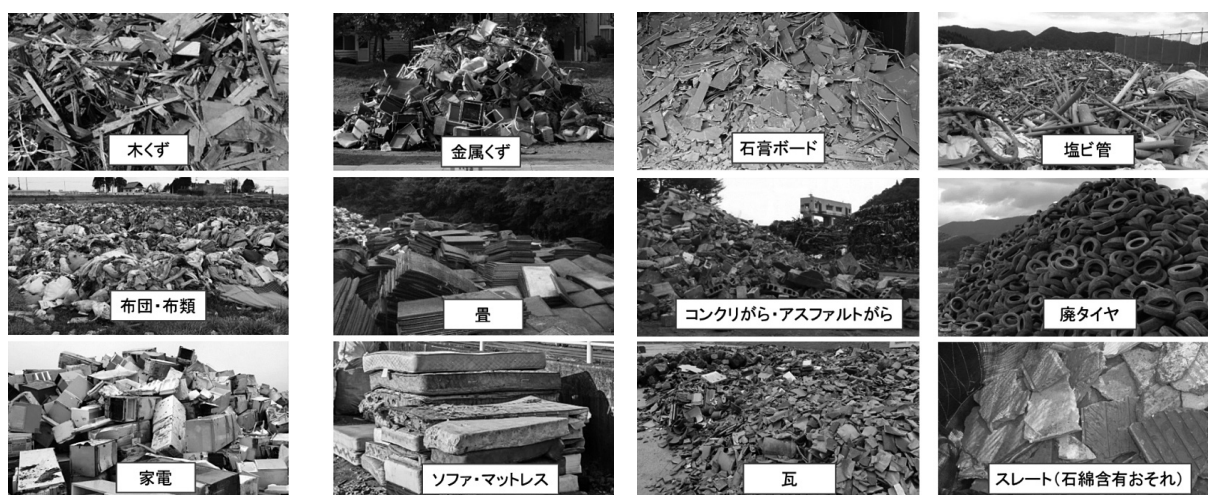 木くず
金属くず
石膏ボード
塩ビ管
布団・布類
畳
コンクリがら・アスファルトがら
廃タイヤ
家電
ソファ・マットレス
瓦
スレート（石綿含有おそれ）